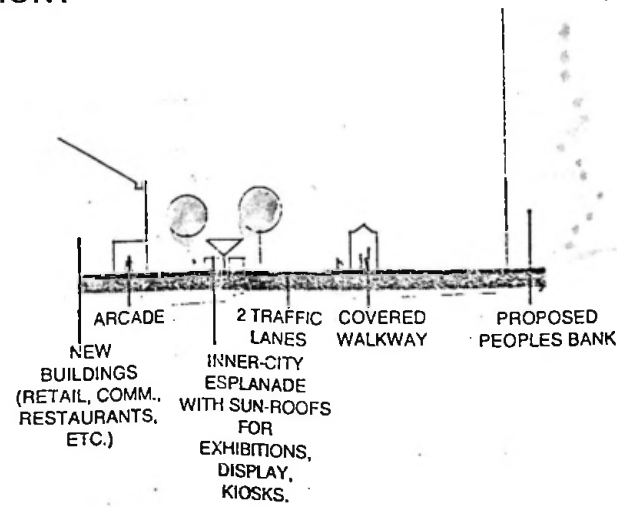 ARCADE
2 TRAFFIC
LANES
COVERED
WALKWAY
PROPOSED
PEOPLES BANK
NEW
BUILDINGS
(RETAIL, COMM.,
RESTAURANTS,
ETC.)
INNER-CITY
ESPLANADE
WITH SUN-ROOFS
FOR
EXHIBITIONS,
DISPLAY,
KIOSKS.